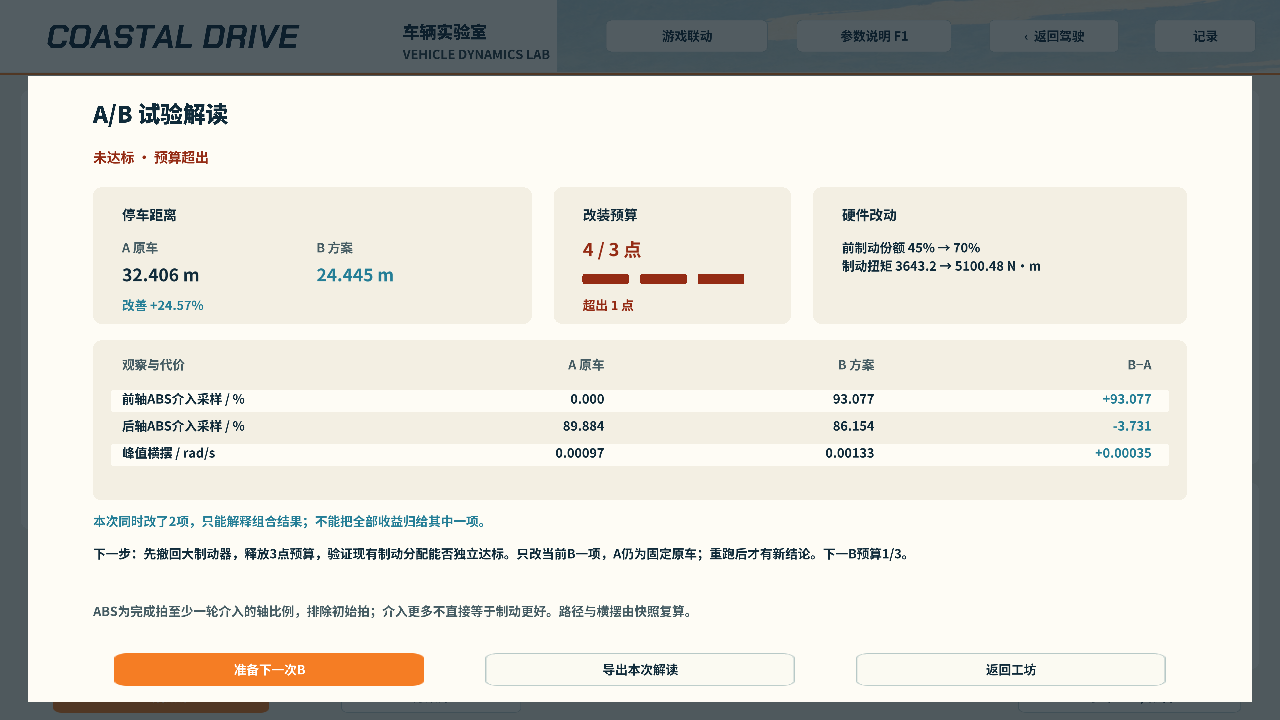 COASTAL DRIVE
车辆实验室
VEHICLE DYNAMICS LAB
游戏联动
参数说明 F1
‹ 返回驾驶
记录
A/B 试验解读
未达标 · 预算超出
停车距离
A 原车
B 方案
32.406 m
24.445 m
改善 +24.57%
改装预算
4 / 3 点
超出 1 点
硬件改动
前制动份额 45% → 70%
制动扭矩 3643.2 → 5100.48 N·m
观察与代价
A 原车
B 方案
B−A
前轴ABS介入采样 / %
0.000
93.077
+93.077
后轴ABS介入采样 / %
89.884
86.154
-3.731
峰值横摆 / rad/s
0.00097
0.00133
+0.00035
本次同时改了2项，只能解释组合结果；不能把全部收益归给其中一项。
下一步：先撤回大制动器，释放3点预算，验证现有制动分配能否独立达标。只改当前B一项，A仍为固定原车；重跑后才有新结论。下一B预算1/3。
ABS为完成拍至少一轮介入的轴比例，排除初始拍；介入更多不直接等于制动更好。路径与横摆由快照复算。
准备下一次B
导出本次解读
返回工坊